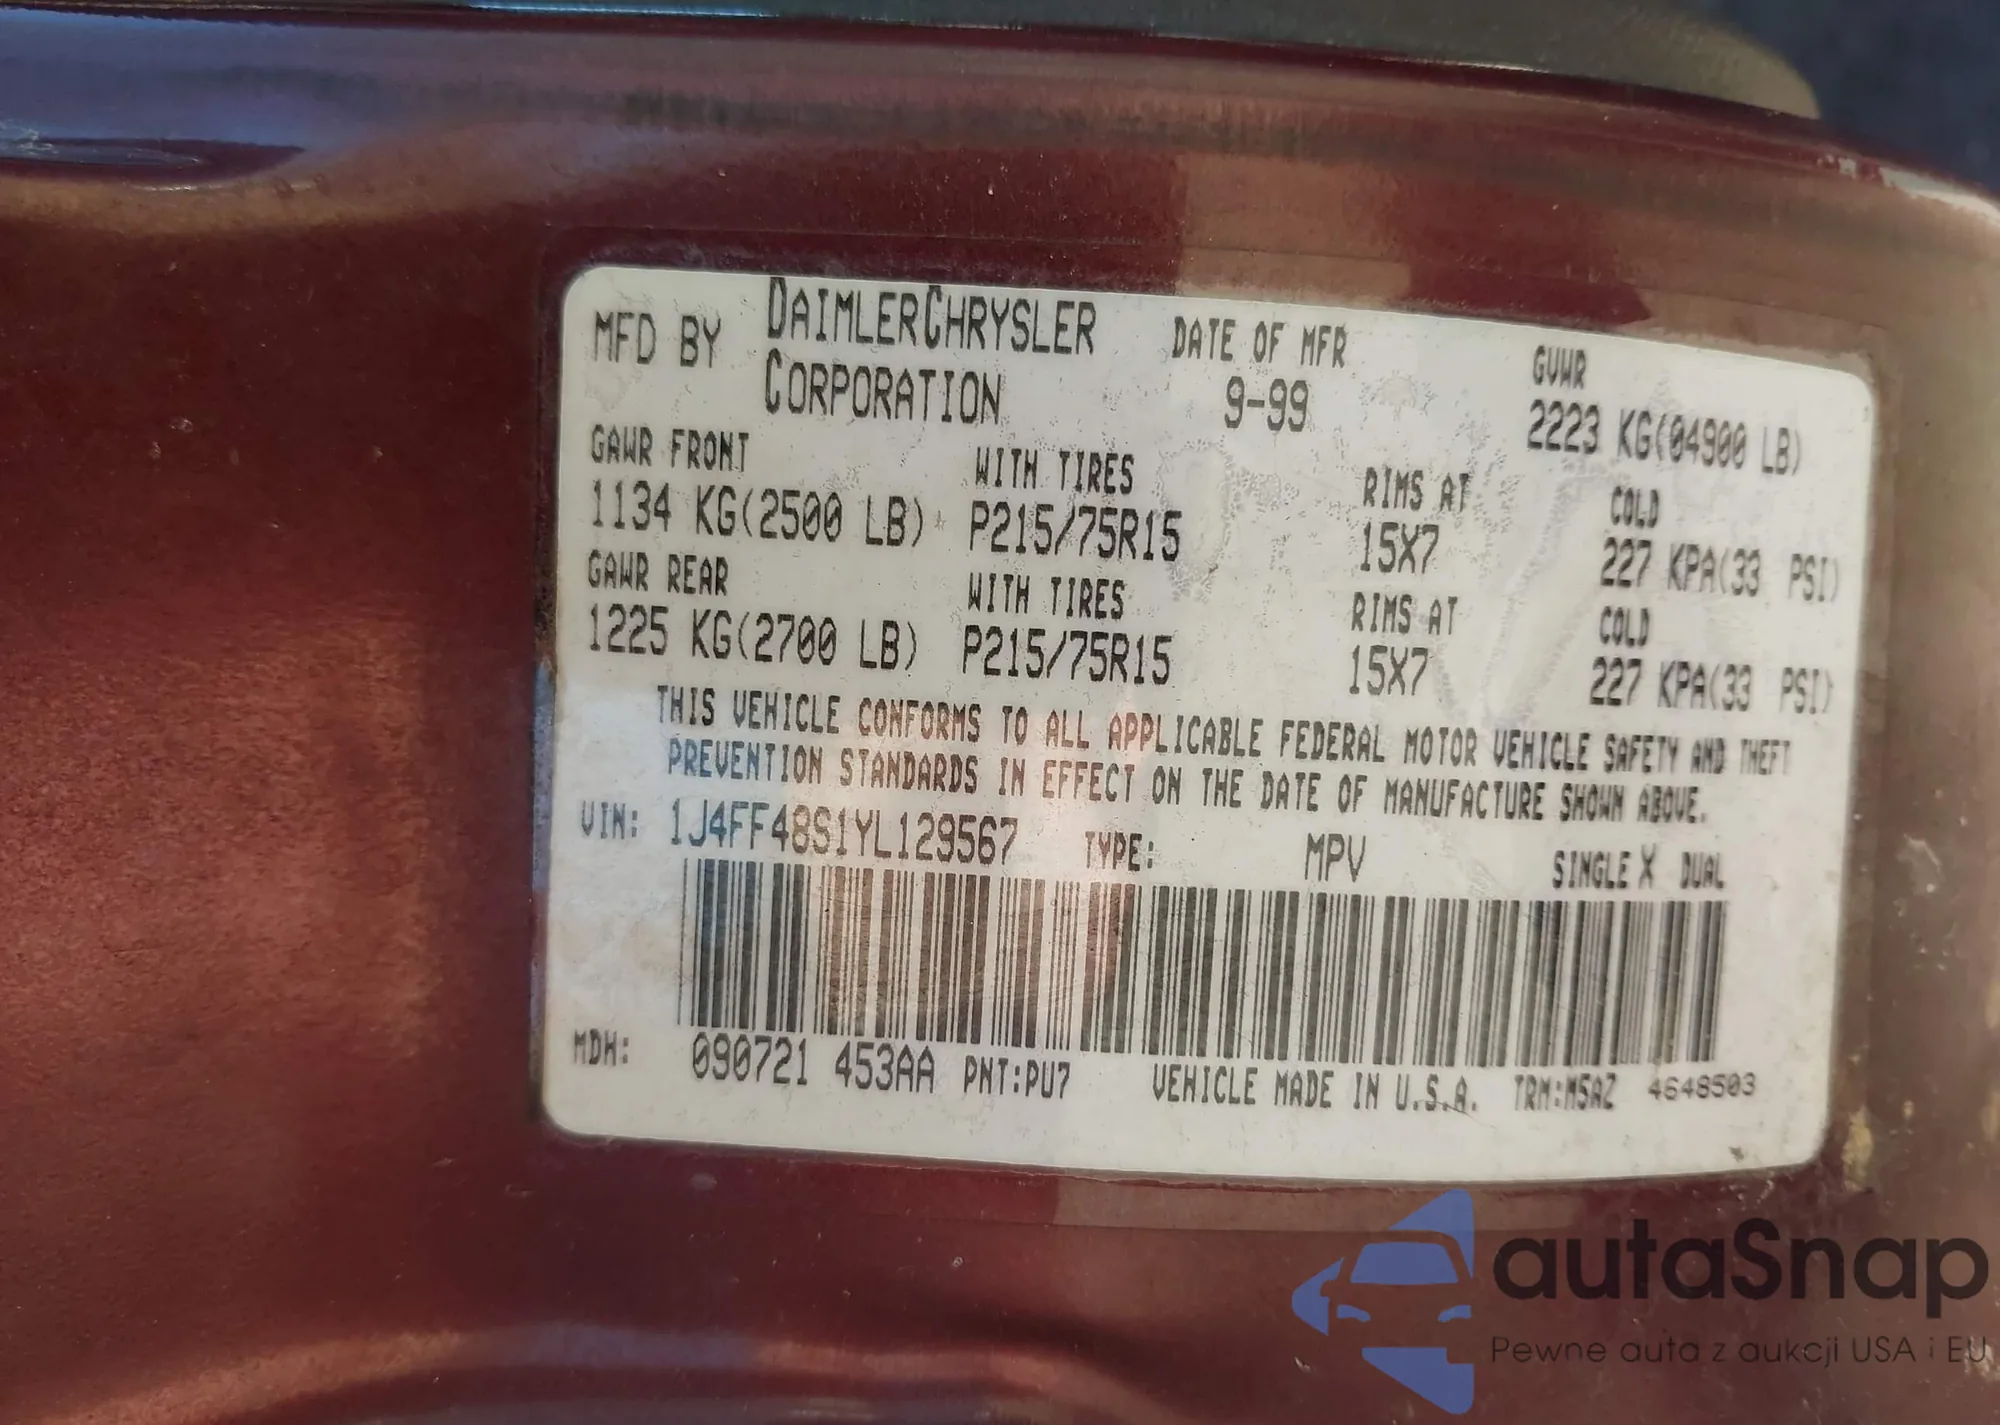 MFD BY DAIMLERCHRYSLER CORPORATION DATE OF MFR 9-99 GVWR 2223 KG(04900 LB)
GAWR FRONT WITH TIRES RIMS AT COLD
1134 KG(2500 LB) P215/75R15 15X7 227 KPA(33 PSI)
GAWR REAR WITH TIRES RIMS AT COLD
1225 KG(2700 LB) P215/75R15 15X7 227 KPA(33 PSI)
THIS VEHICLE CONFORMS TO ALL APPLICABLE FEDERAL MOTOR VEHICLE SAFETY AND THEFT
PREVENTION STANDARDS IN EFFECT ON THE DATE OF MANUFACTURE SHOWN ABOVE.
VIN: 1J4FF48S1YL129567 TYPE: MPV SINGLE X DUAL
MDH: 090721 453AA PNT:PU7 VEHICLE MADE IN U.S.A. TRM:M5AZ 4648503
autaSnap
Pewne auta z aukcji USA i EU